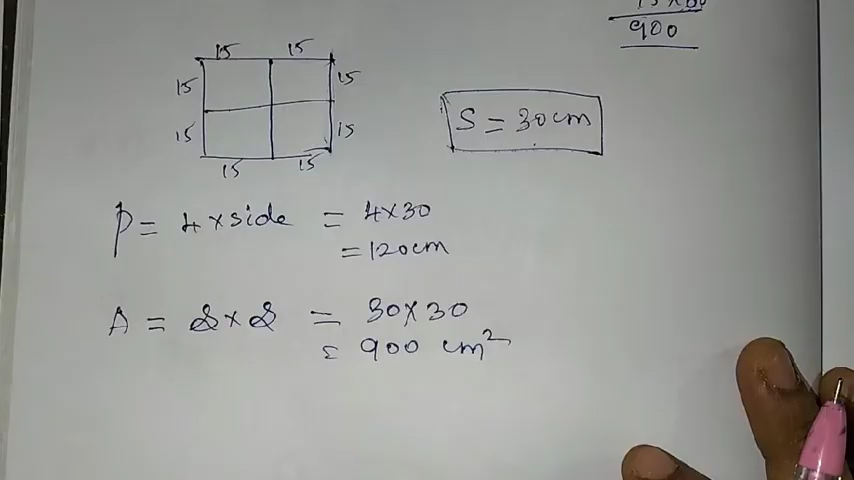 900
15 15
15 15
S = 30cm
15 15
15 15
P = 4 x side = 4x30
= 120cm
A = S x S = 30x30
= 900 cm²